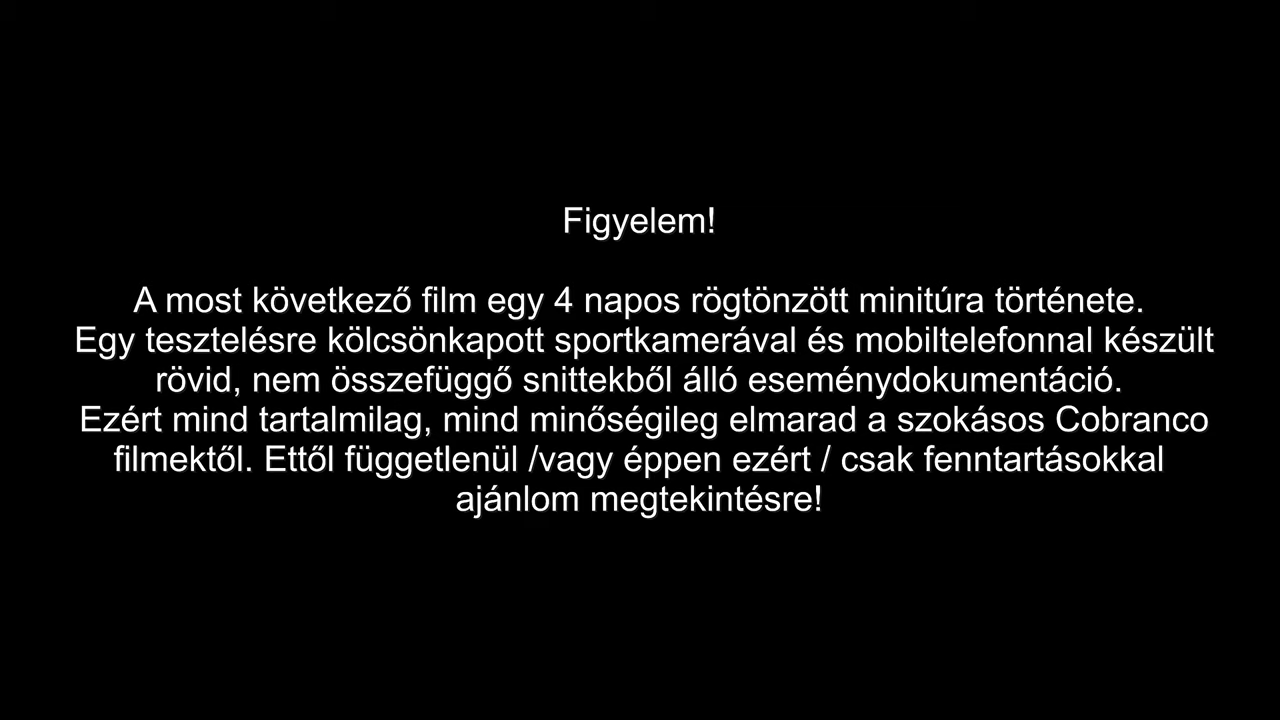 Figyelem!
A most következő film egy 4 napos rögtönzött minitúra története.
Egy tesztelésre kölcsönkapott sportkamerával és mobiltelefonnal készült
rövid, nem összefüggő snittekből álló eseménydokumentáció.
Ezért mind tartalmilag, mind minőségileg elmarad a szokásos Cobranco
filmektől. Ettől függetlenül /vagy éppen ezért / csak fenntartásokkal
ajánlom megtekintésre!